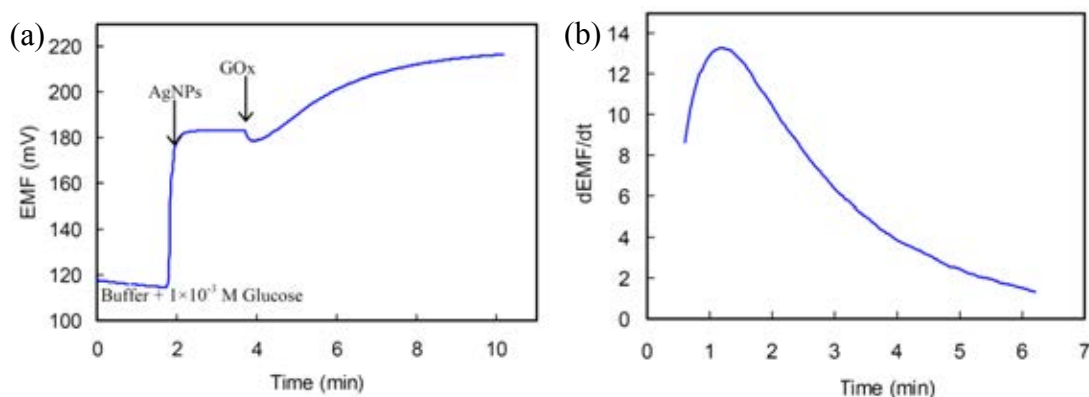 (a)
220
200
180
160
140
120
100
EMF (mV)
AgNPs
GOx
Buffer + 1×10⁻³ M Glucose
0 2 4 6 8 10
Time (min)
(b)
14
12
10
8
6
4
2
0
dEMF/dt
0 1 2 3 4 5 6 7
Time (min)